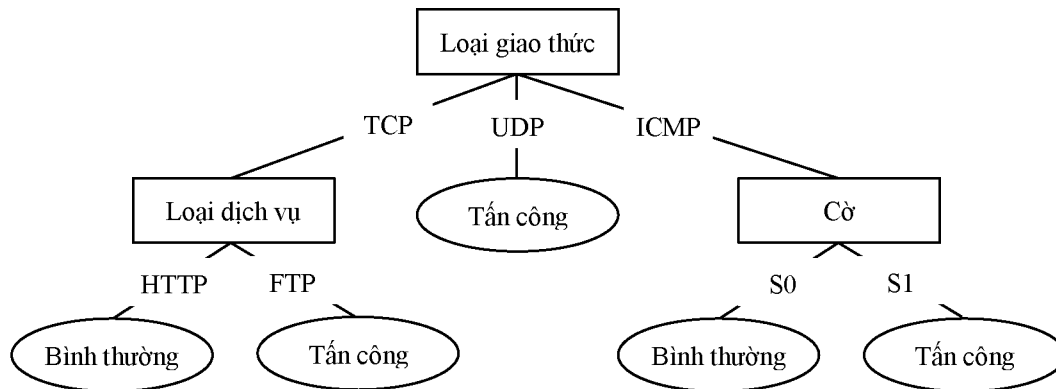 Loại giao thức
TCP
UDP
ICMP
Loại dịch vụ
Tấn công
Cờ
HTTP
FTP
S0
S1
Bình thường
Tấn công
Bình thường
Tấn công